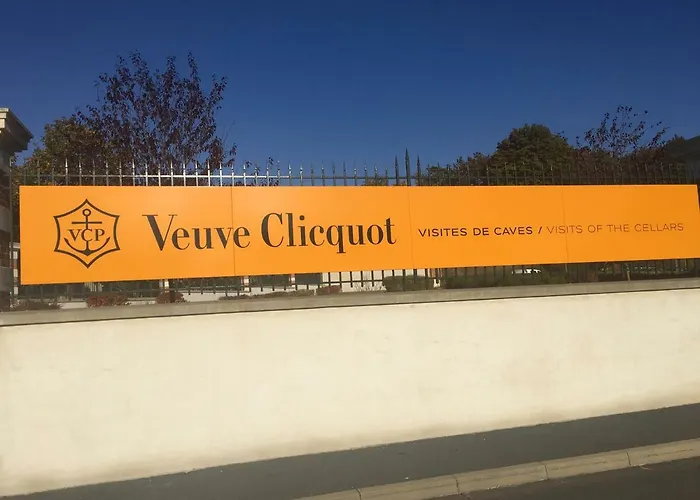 VCP
Veuve Clicquot
VISITES DE CAVES / VISITS OF THE CELLARS